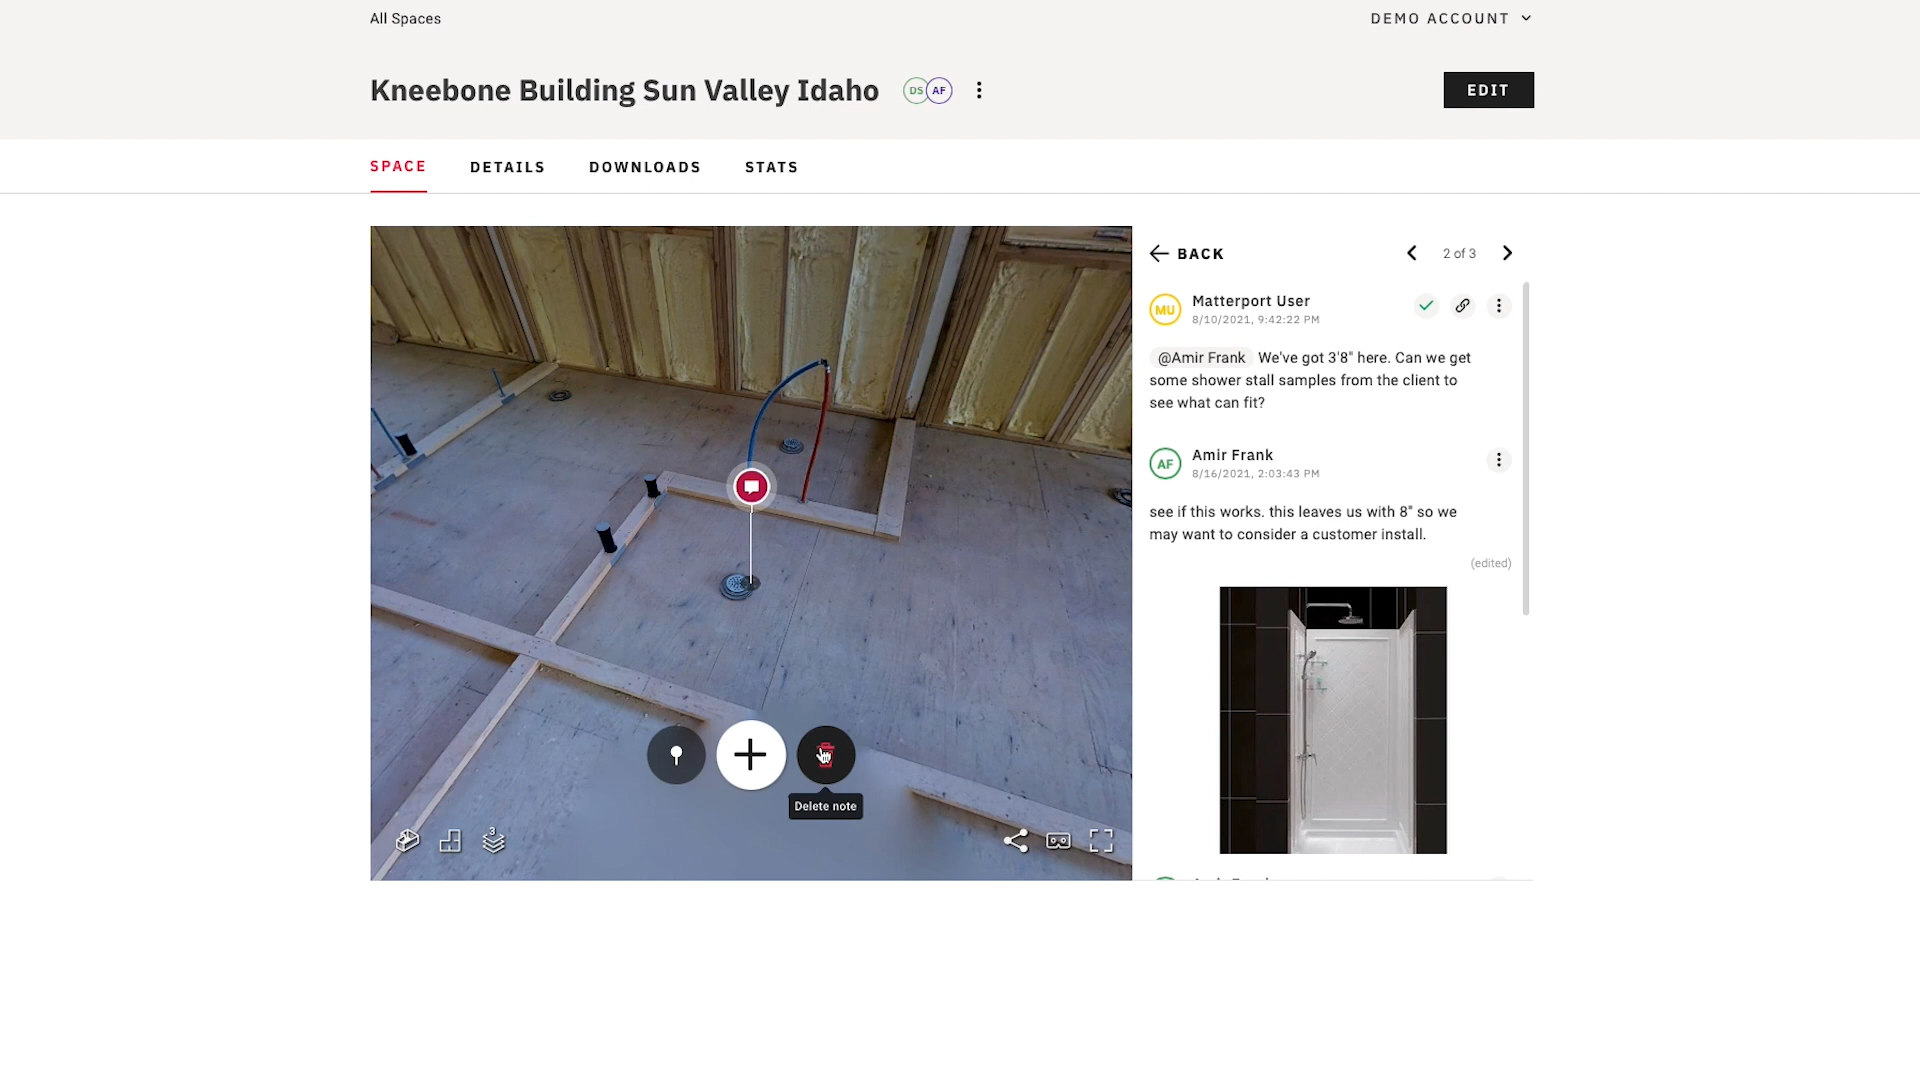 All Spaces
DEMO ACCOUNT
Kneebone Building Sun Valley Idaho
DS
AF
EDIT
SPACE
DETAILS
DOWNLOADS
STATS
BACK
2 of 3
MU
Matterport User
8/10/2021, 9:42:22 PM
@Amir Frank We've got 3'8" here. Can we get
some shower stall samples from the client to
see what can fit?
AF
Amir Frank
8/16/2021, 2:03:43 PM
see if this works. this leaves us with 8" so we
may want to consider a customer install.
(edited)
Delete note
3